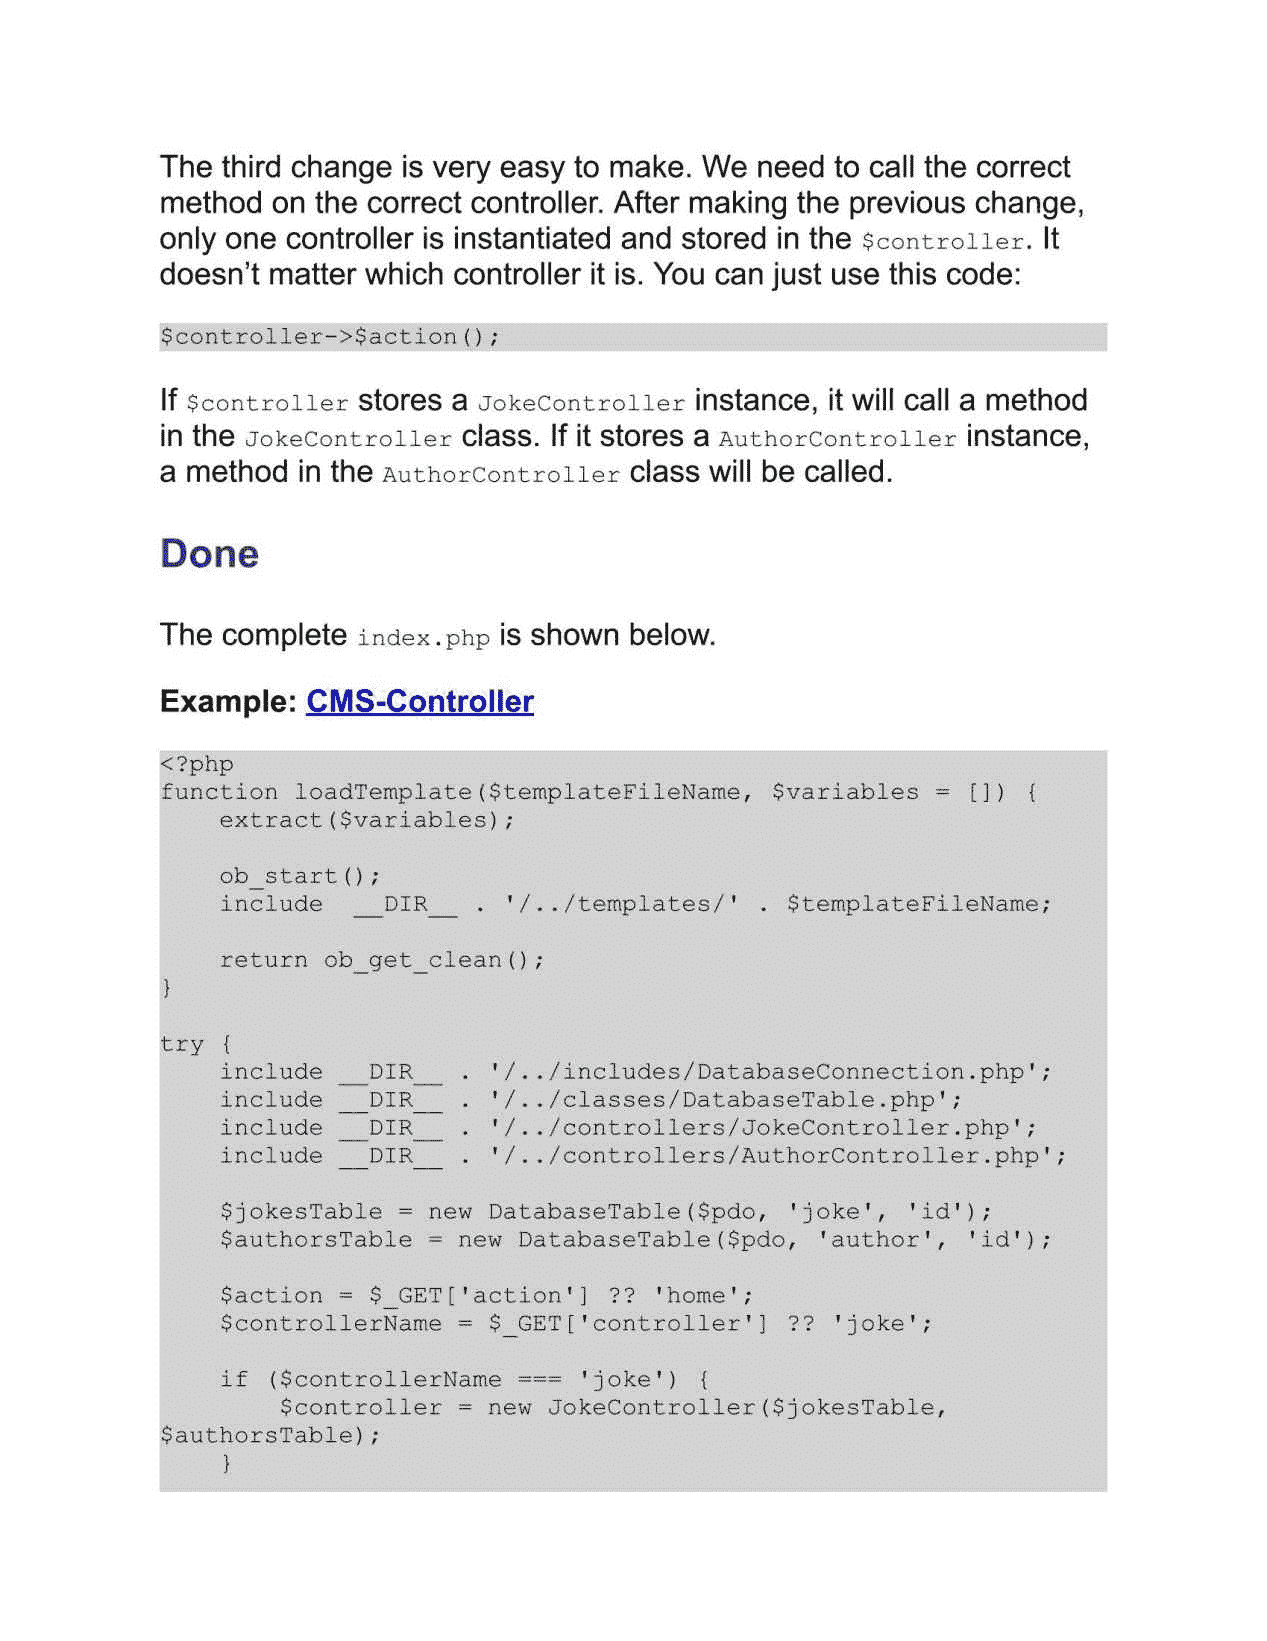 The third change is very easy to make. We need to call the correct
method on the correct controller. After making the previous change,
only one controller is instantiated and stored in the $controller. It
doesn’t matter which controller it is. You can just use this code:
$controller->$action();
If $controller stores a JokeController instance, it will call a method
in the JokeController class. If it stores a AuthorController instance,
a method in the AuthorController class will be called.
Done
The complete index.php is shown below.
Example: CMS-Controller
<?php
function loadTemplate($templateFileName, $variables = []) {
    extract($variables);
    ob_start();
    include  __DIR__ . '/../templates/' . $templateFileName;
    return ob_get_clean();
}
try {
    include __DIR__ . '/../includes/DatabaseConnection.php';
    include __DIR__ . '/../classes/DatabaseTable.php';
    include __DIR__ . '/../controllers/JokeController.php';
    include __DIR__ . '/../controllers/AuthorController.php';
    $jokesTable = new DatabaseTable($pdo, 'joke', 'id');
    $authorsTable = new DatabaseTable($pdo, 'author', 'id');
    $action = $_GET['action'] ?? 'home';
    $controllerName = $_GET['controller'] ?? 'joke';
    if ($controllerName === 'joke') {
        $controller = new JokeController($jokesTable,
$authorsTable);
    }